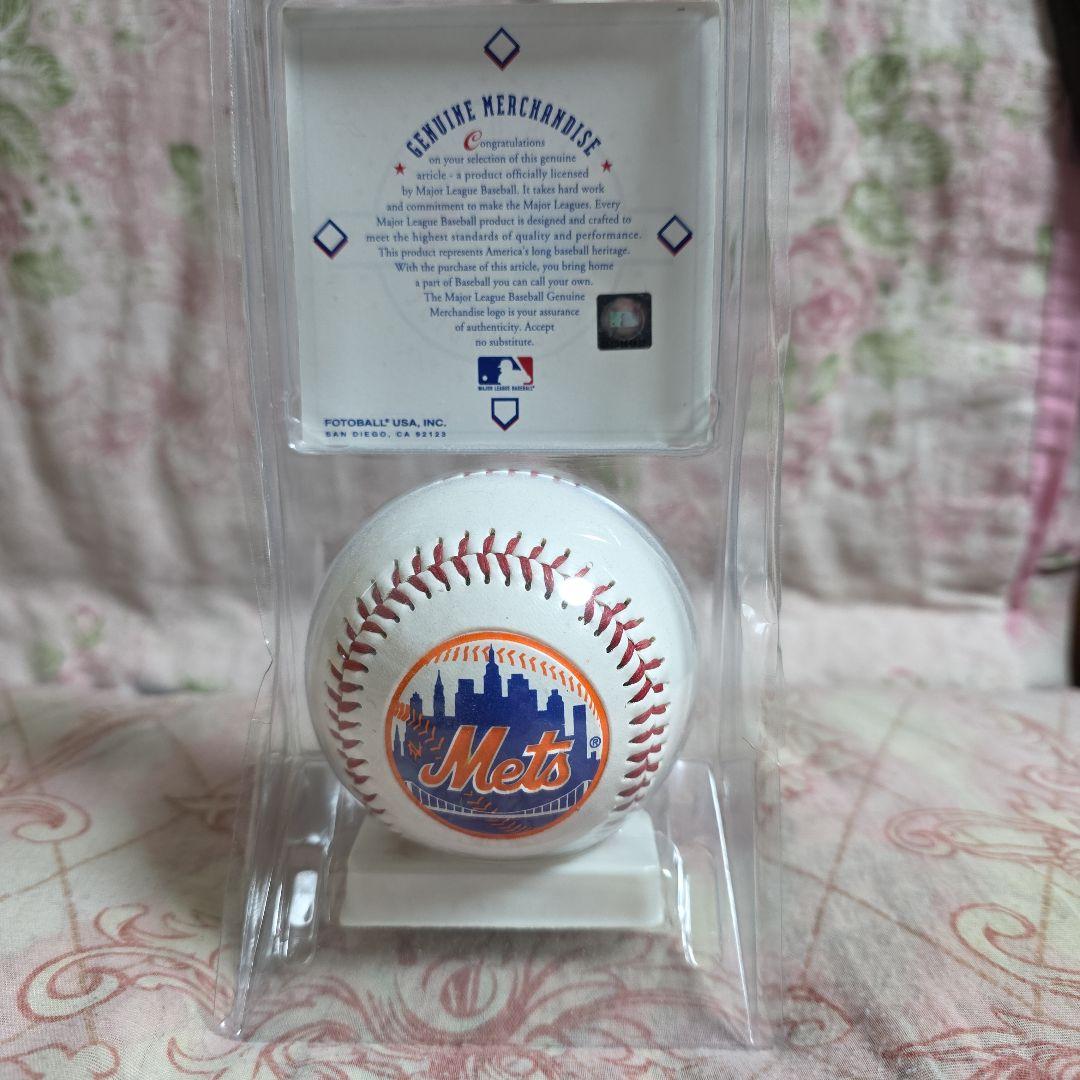 GENUINE MERCHANDISE
Congratulations
on your selection of this genuine
article - a product officially licensed
by Major League Baseball. It takes hard work
and commitment to make the Major Leagues. Every
Major League Baseball product is designed and crafted to
meet the highest standards of quality and performance.
This product represents America's long baseball heritage.
With the purchase of this article, you bring home
a part of Baseball you can call your own.
The Major League Baseball Genuine
Merchandise logo is your assurance
of authenticity. Accept
no substitute.
MAJOR LEAGUE BASEBALL
FOTOBALL® USA, INC.
SAN DIEGO, CA 92123
Mets ®
NY